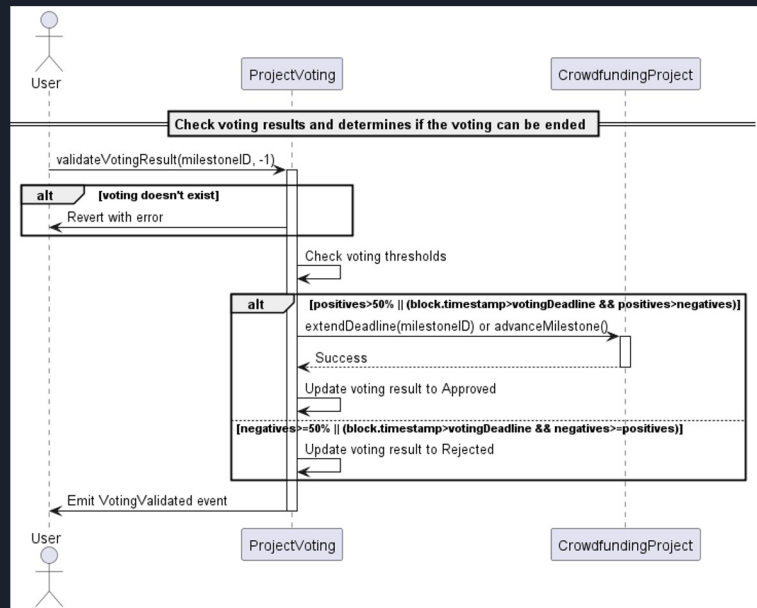 User
ProjectVoting
CrowdfundingProject
Check voting results and determines if the voting can be ended
validateVotingResult(milestoneID, -1)
alt [voting doesn't exist]
Revert with error
Check voting thresholds
alt [positives>50% || (block.timestamp>votingDeadline && positives>negatives)]
extendDeadline(milestoneID) or advanceMilestone()
Success
Update voting result to Approved
[negatives>=50% || (block.timestamp>votingDeadline && negatives>=positives)]
Update voting result to Rejected
Emit VotingValidated event
User
ProjectVoting
CrowdfundingProject